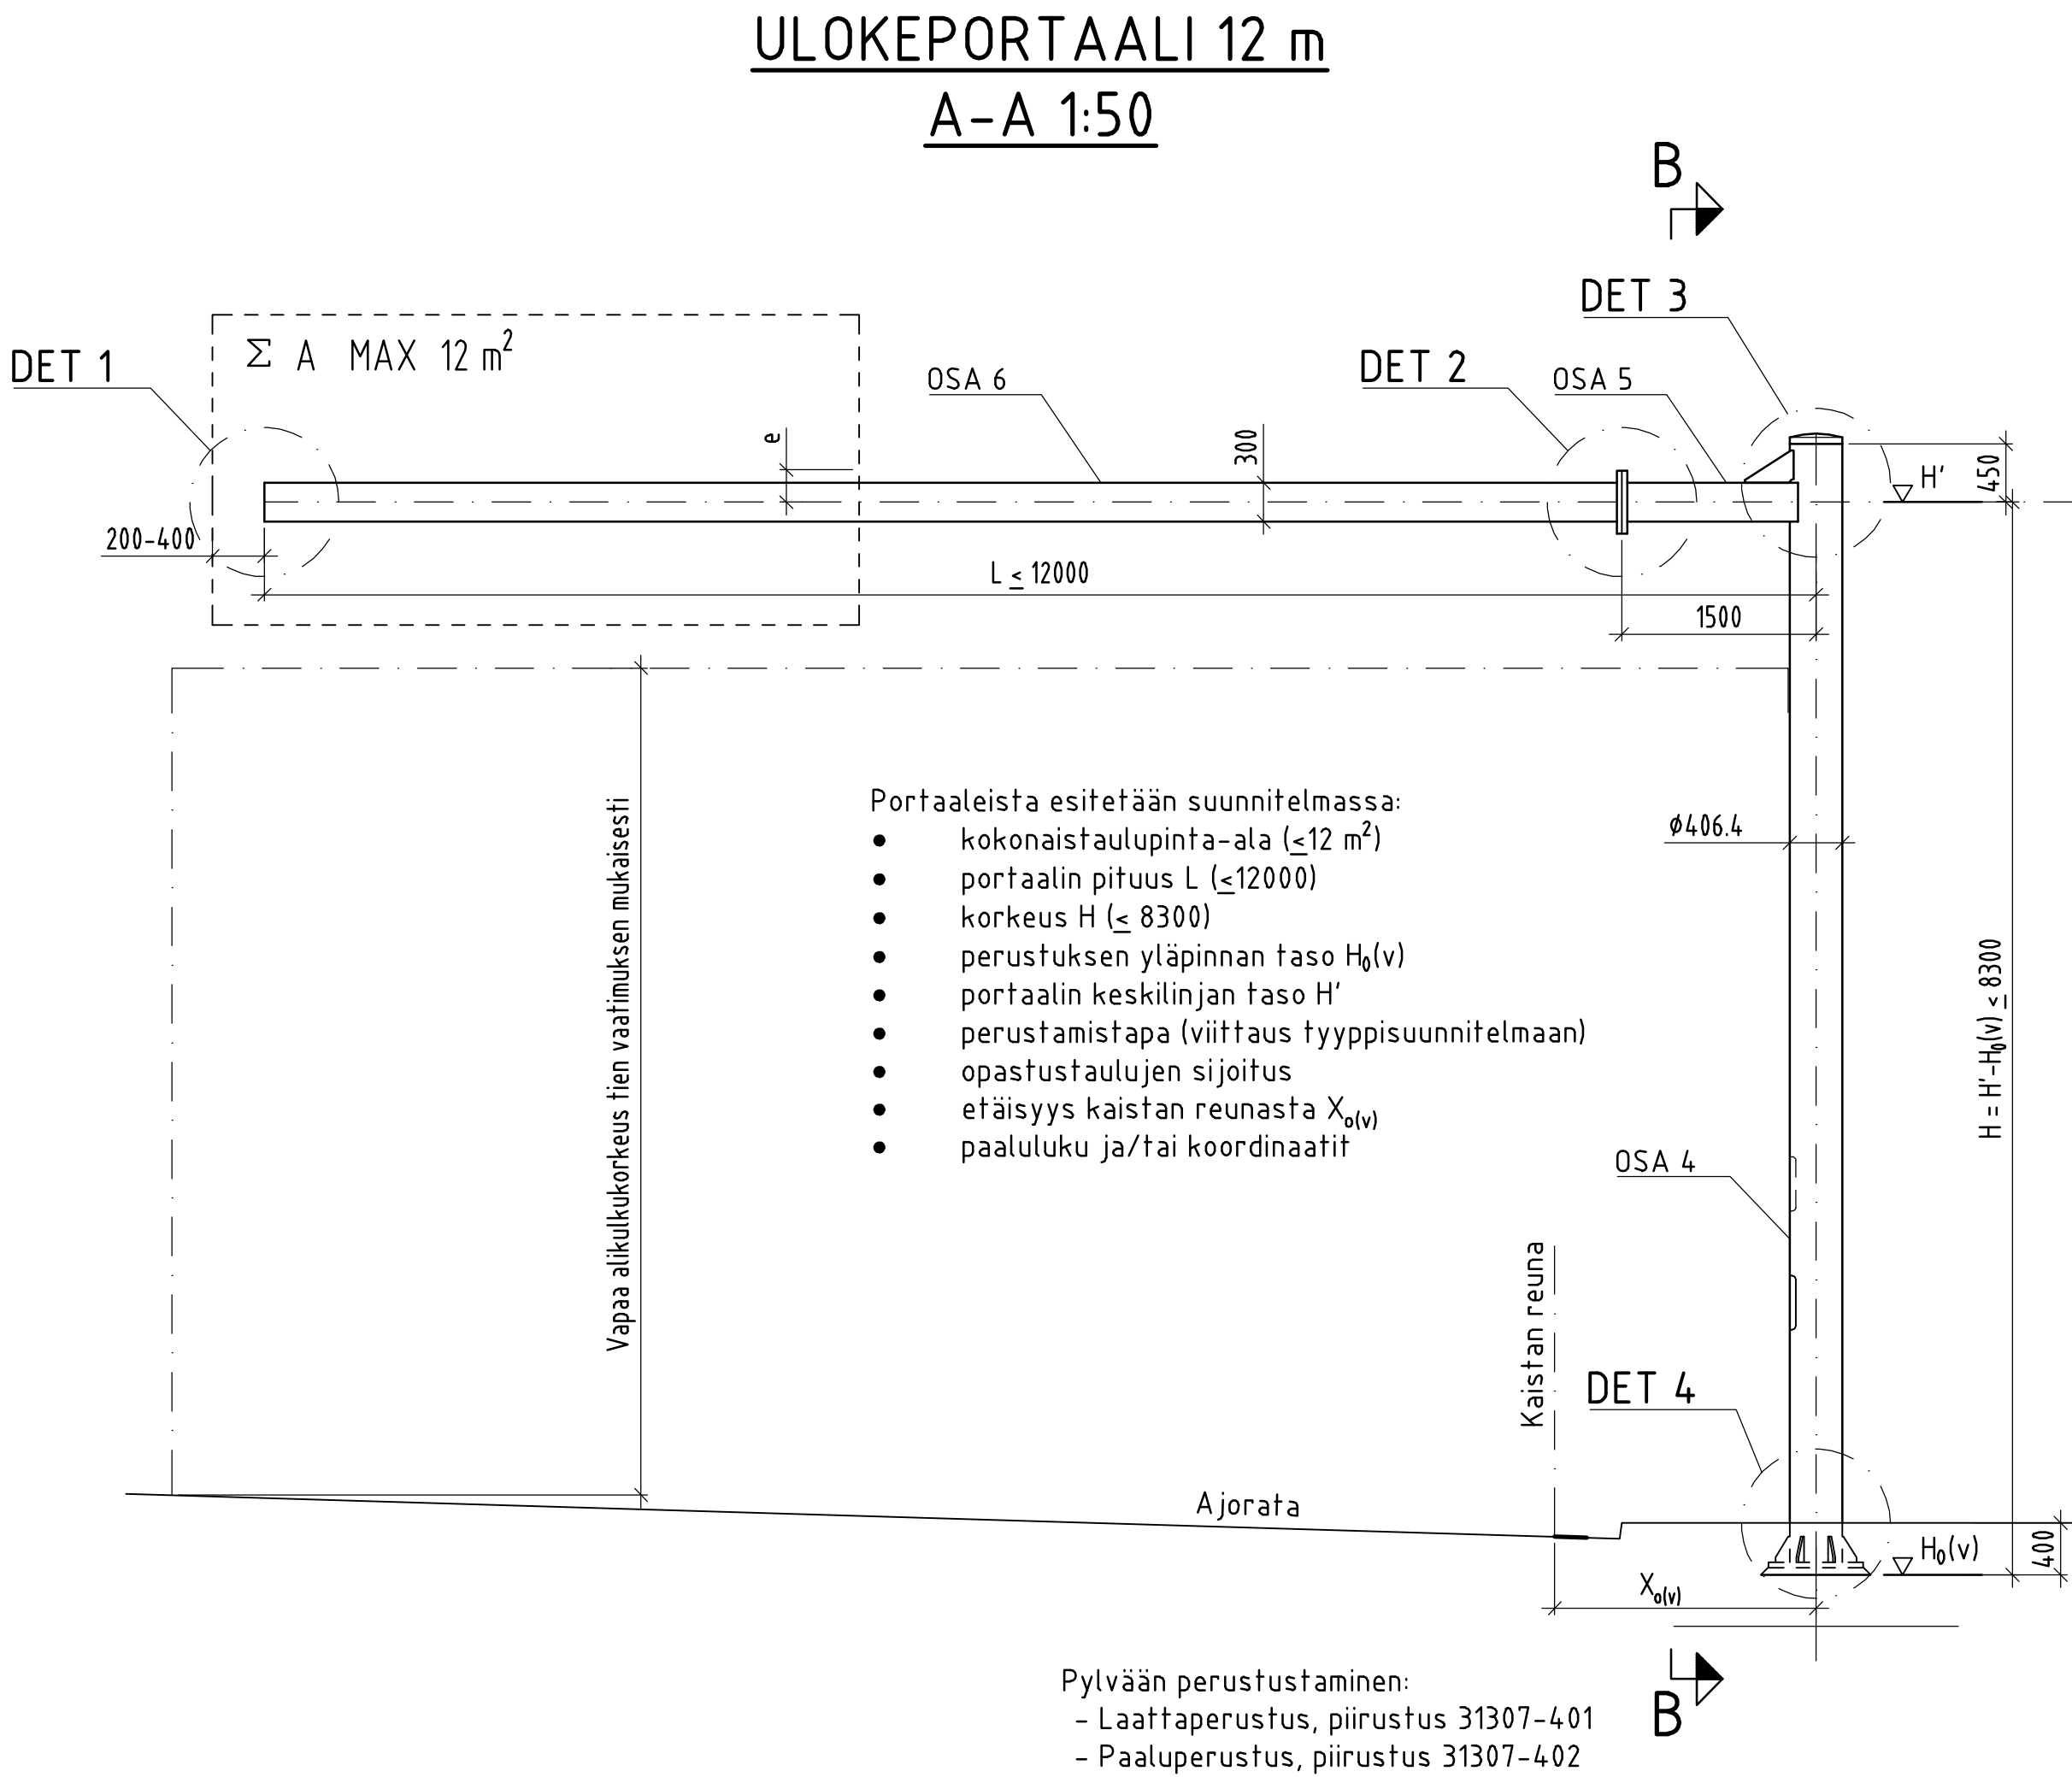 ULOKEPORTAALI 12 m
A-A 1:50
B
DET 3
DET 1
Σ A MAX 12 m²
DET 2
OSA 6
OSA 5
e
300
450
H'
200-400
L ≤ 12000
1500
Portaaleista esitetään suunnitelmassa:
● kokonaistaulupinta-ala (≤12 m²)
● portaalin pituus L (≤12000)
● korkeus H (≤ 8300)
● perustuksen yläpinnan taso H₀(v)
● portaalin keskilinjan taso H'
● perustamistapa (viittaus tyyppisuunnitelmaan)
● opastustaulujen sijoitus
● etäisyys kaistan reunasta X₀₍ᵥ₎
● paaluluku ja/tai koordinaatit
Vapaa alikulkukorkeus tien vaatimuksen mukaisesti
ø406.4
H = H'-H₀(v) ≤ 8300
OSA 4
Kaistan reuna
DET 4
Ajorata
400
H₀(v)
X₀₍ᵥ₎
Pylvään perustustaminen:
- Laattaperustus, piirustus 31307-401
- Paaluperustus, piirustus 31307-402
B